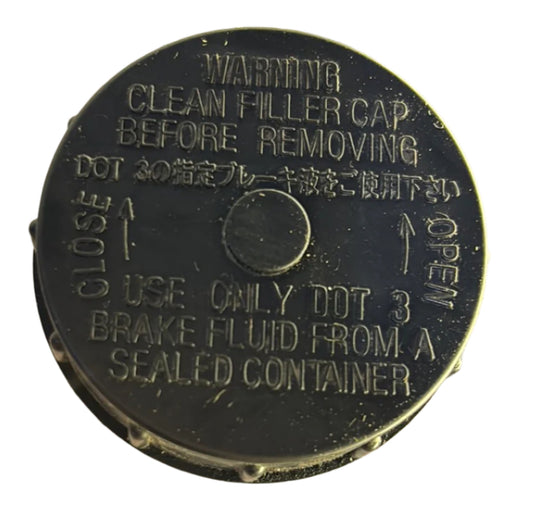 WARNING
CLEAN FILLER CAP
BEFORE REMOVING
DOT 3の指定ブレーキ液をご使用下さい
CLOSE
OPEN
USE ONLY DOT 3
BRAKE FLUID FROM A
SEALED CONTAINER